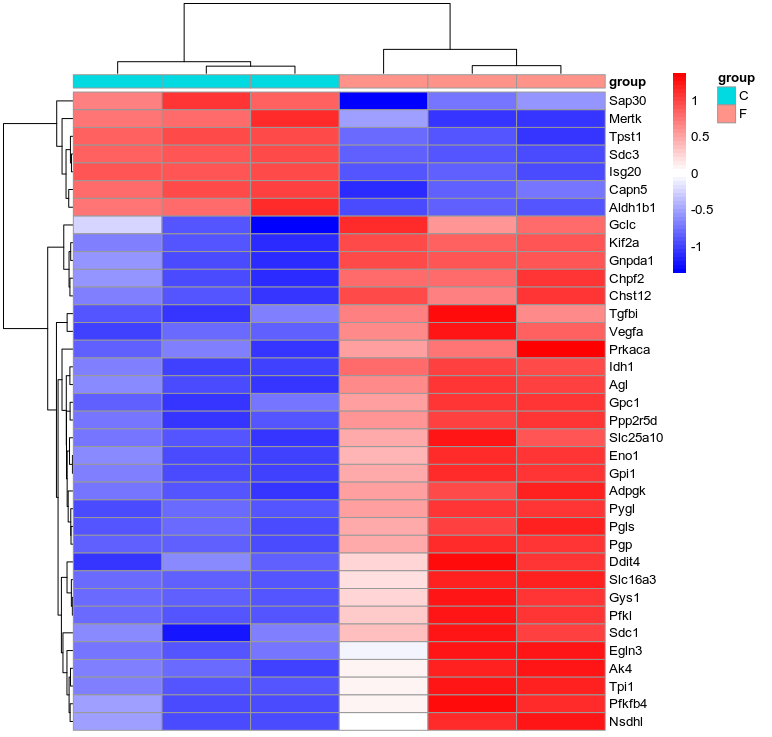 group
Sap30
Mertk
Tpst1
Sdc3
Isg20
Capn5
Aldh1b1
Gclc
Kif2a
Gnpda1
Chpf2
Chst12
Tgfbi
Vegfa
Prkaca
Idh1
Agl
Gpc1
Ppp2r5d
Slc25a10
Eno1
Gpi1
Adpgk
Pygl
Pgls
Pgp
Ddit4
Slc16a3
Gys1
Pfkl
Sdc1
Egln3
Ak4
Tpi1
Pfkfb4
Nsdhl
1
0.5
0
-0.5
-1
group
C
F